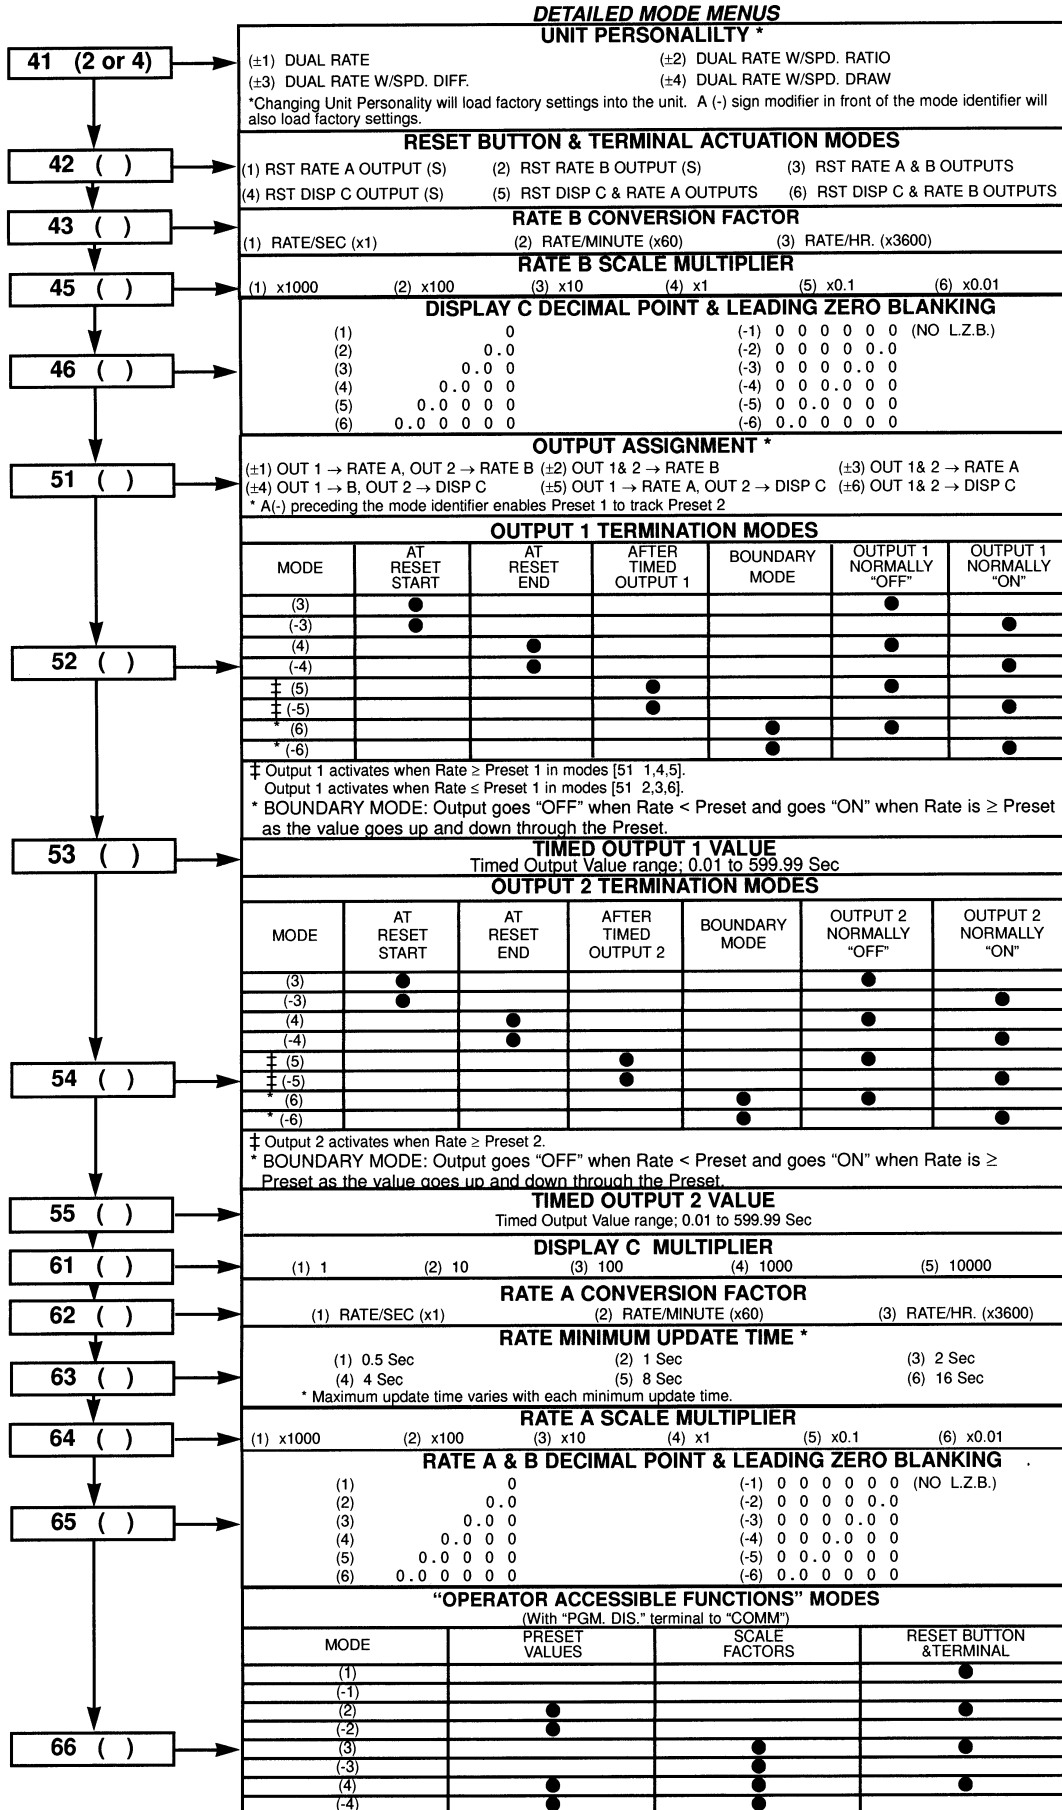 DETAILED MODE MENUS
41 (2 or 4)
UNIT PERSONALILTY *
(±1) DUAL RATE (±2) DUAL RATE W/SPD. RATIO
(±3) DUAL RATE W/SPD. DIFF. (±4) DUAL RATE W/SPD. DRAW
*Changing Unit Personality will load factory settings into the unit. A (-) sign modifier in front of the mode identifier will
also load factory settings.
42 ( )
RESET BUTTON & TERMINAL ACTUATION MODES
(1) RST RATE A OUTPUT (S) (2) RST RATE B OUTPUT (S) (3) RST RATE A & B OUTPUTS
(4) RST DISP C OUTPUT (S) (5) RST DISP C & RATE A OUTPUTS (6) RST DISP C & RATE B OUTPUTS
43 ( )
RATE B CONVERSION FACTOR
(1) RATE/SEC (x1) (2) RATE/MINUTE (x60) (3) RATE/HR. (x3600)
45 ( )
RATE B SCALE MULTIPLIER
(1) x1000 (2) x100 (3) x10 (4) x1 (5) x0.1 (6) x0.01
46 ( )
DISPLAY C DECIMAL POINT & LEADING ZERO BLANKING
(1) 0 (-1) 0 0 0 0 0 0 (NO L.Z.B.)
(2) 0.0 (-2) 0 0 0 0 0.0
(3) 0.0 0 (-3) 0 0 0 0.0 0
(4) 0.0 0 0 (-4) 0 0 0.0 0 0
(5) 0.0 0 0 0 (-5) 0 0.0 0 0 0
(6) 0.0 0 0 0 0 (-6) 0.0 0 0 0 0
51 ( )
OUTPUT ASSIGNMENT *
(±1) OUT 1 → RATE A, OUT 2 → RATE B (±2) OUT 1& 2 → RATE B (±3) OUT 1& 2 → RATE A
(±4) OUT 1 → B, OUT 2 → DISP C (±5) OUT 1 → RATE A, OUT 2 → DISP C (±6) OUT 1& 2 → DISP C
* A(-) preceding the mode identifier enables Preset 1 to track Preset 2
52 ( )
OUTPUT 1 TERMINATION MODES
MODE AT RESET START AT RESET END AFTER TIMED OUTPUT 1 BOUNDARY MODE OUTPUT 1 NORMALLY “OFF” OUTPUT 1 NORMALLY “ON”
(3) ● ●
(-3) ● ●
(4) ● ●
(-4) ● ●
‡ (5) ● ●
‡ (-5) ● ●
* (6) ● ●
* (-6) ● ●
‡ Output 1 activates when Rate ≥ Preset 1 in modes [51 1,4,5].
Output 1 activates when Rate ≤ Preset 1 in modes [51 2,3,6].
* BOUNDARY MODE: Output goes “OFF” when Rate < Preset and goes “ON” when Rate is ≥ Preset
as the value goes up and down through the Preset.
53 ( )
TIMED OUTPUT 1 VALUE
Timed Output Value range; 0.01 to 599.99 Sec
54 ( )
OUTPUT 2 TERMINATION MODES
MODE AT RESET START AT RESET END AFTER TIMED OUTPUT 2 BOUNDARY MODE OUTPUT 2 NORMALLY “OFF” OUTPUT 2 NORMALLY “ON”
(3) ● ●
(-3) ● ●
(4) ● ●
(-4) ● ●
‡ (5) ● ●
‡ (-5) ● ●
* (6) ● ●
* (-6) ● ●
‡ Output 2 activates when Rate ≥ Preset 2.
* BOUNDARY MODE: Output goes “OFF” when Rate < Preset and goes “ON” when Rate is ≥
Preset as the value goes up and down through the Preset.
55 ( )
TIMED OUTPUT 2 VALUE
Timed Output Value range; 0.01 to 599.99 Sec
61 ( )
DISPLAY C MULTIPLIER
(1) 1 (2) 10 (3) 100 (4) 1000 (5) 10000
62 ( )
RATE A CONVERSION FACTOR
(1) RATE/SEC (x1) (2) RATE/MINUTE (x60) (3) RATE/HR. (x3600)
63 ( )
RATE MINIMUM UPDATE TIME *
(1) 0.5 Sec (2) 1 Sec (3) 2 Sec
(4) 4 Sec (5) 8 Sec (6) 16 Sec
* Maximum update time varies with each minimum update time.
64 ( )
RATE A SCALE MULTIPLIER
(1) x1000 (2) x100 (3) x10 (4) x1 (5) x0.1 (6) x0.01
65 ( )
RATE A & B DECIMAL POINT & LEADING ZERO BLANKING
(1) 0 (-1) 0 0 0 0 0 0 (NO L.Z.B.)
(2) 0.0 (-2) 0 0 0 0 0.0
(3) 0.0 0 (-3) 0 0 0 0.0 0
(4) 0.0 0 0 (-4) 0 0 0.0 0 0
(5) 0.0 0 0 0 (-5) 0 0.0 0 0 0
(6) 0.0 0 0 0 0 (-6) 0.0 0 0 0 0
66 ( )
“OPERATOR ACCESSIBLE FUNCTIONS” MODES
(With “PGM. DIS.” terminal to “COMM”)
MODE PRESET VALUES SCALE FACTORS RESET BUTTON &TERMINAL
(1) ●
(-1)
(2) ● ●
(-2) ●
(3) ● ●
(-3) ●
(4) ● ● ●
(-4) ● ●